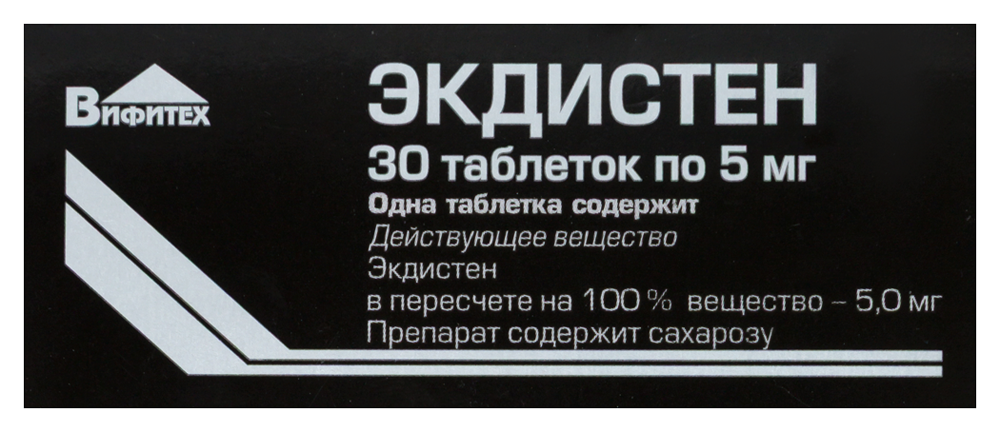 Вифитех
ЭКДИСТЕН
30 таблеток по 5 мг
Одна таблетка содержит
Действующее вещество
Экдистен
в пересчете на 100 % вещество – 5,0 мг
Препарат содержит сахарозу